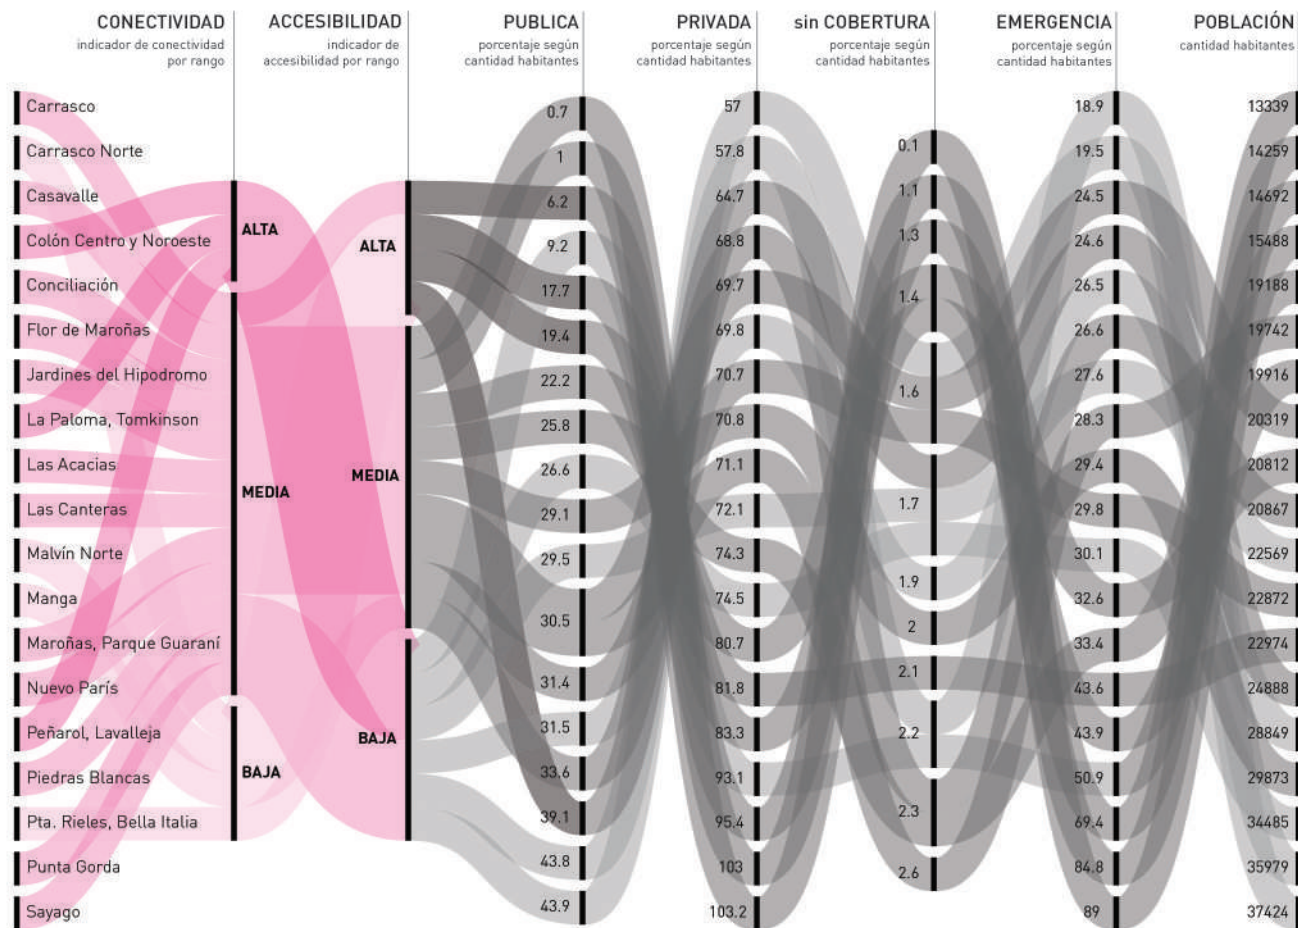 CONECTIVIDAD
indicador de conectividad
por rango
ACCESIBILIDAD
indicador de
accesibilidad por rango
PUBLICA
porcentaje según
cantidad habitantes
PRIVADA
porcentaje según
cantidad habitantes
sin COBERTURA
porcentaje según
cantidad habitantes
EMERGENCIA
porcentaje según
cantidad habitantes
POBLACIÓN
cantidad habitantes
Carrasco
Carrasco Norte
Casavalle
Colón Centro y Noroeste
Conciliación
Flor de Maroñas
Jardines del Hipodromo
La Paloma, Tomkinson
Las Acacias
Las Canteras
Malvín Norte
Manga
Maroñas, Parque Guaraní
Nuevo París
Peñarol, Lavalleja
Piedras Blancas
Pta. Rieles, Bella Italia
Punta Gorda
Sayago
ALTA
MEDIA
BAJA
ALTA
MEDIA
BAJA
0.7
1
6.2
9.2
17.7
19.4
22.2
25.8
26.6
29.1
29.5
30.5
31.4
31.5
33.6
39.1
43.8
43.9
57
57.8
64.7
68.8
69.7
69.8
70.7
70.8
71.1
72.1
74.3
74.5
80.7
81.8
83.3
93.1
95.4
103
103.2
0.1
1.1
1.3
1.4
1.6
1.7
1.9
2
2.1
2.2
2.3
2.6
18.9
19.5
24.5
24.6
26.5
26.6
27.6
28.3
29.4
29.8
30.1
32.6
33.4
43.6
43.9
50.9
69.4
84.8
89
13339
14259
14692
15488
19188
19742
19916
20319
20812
20867
22569
22872
22974
24888
28849
29873
34485
35979
37424